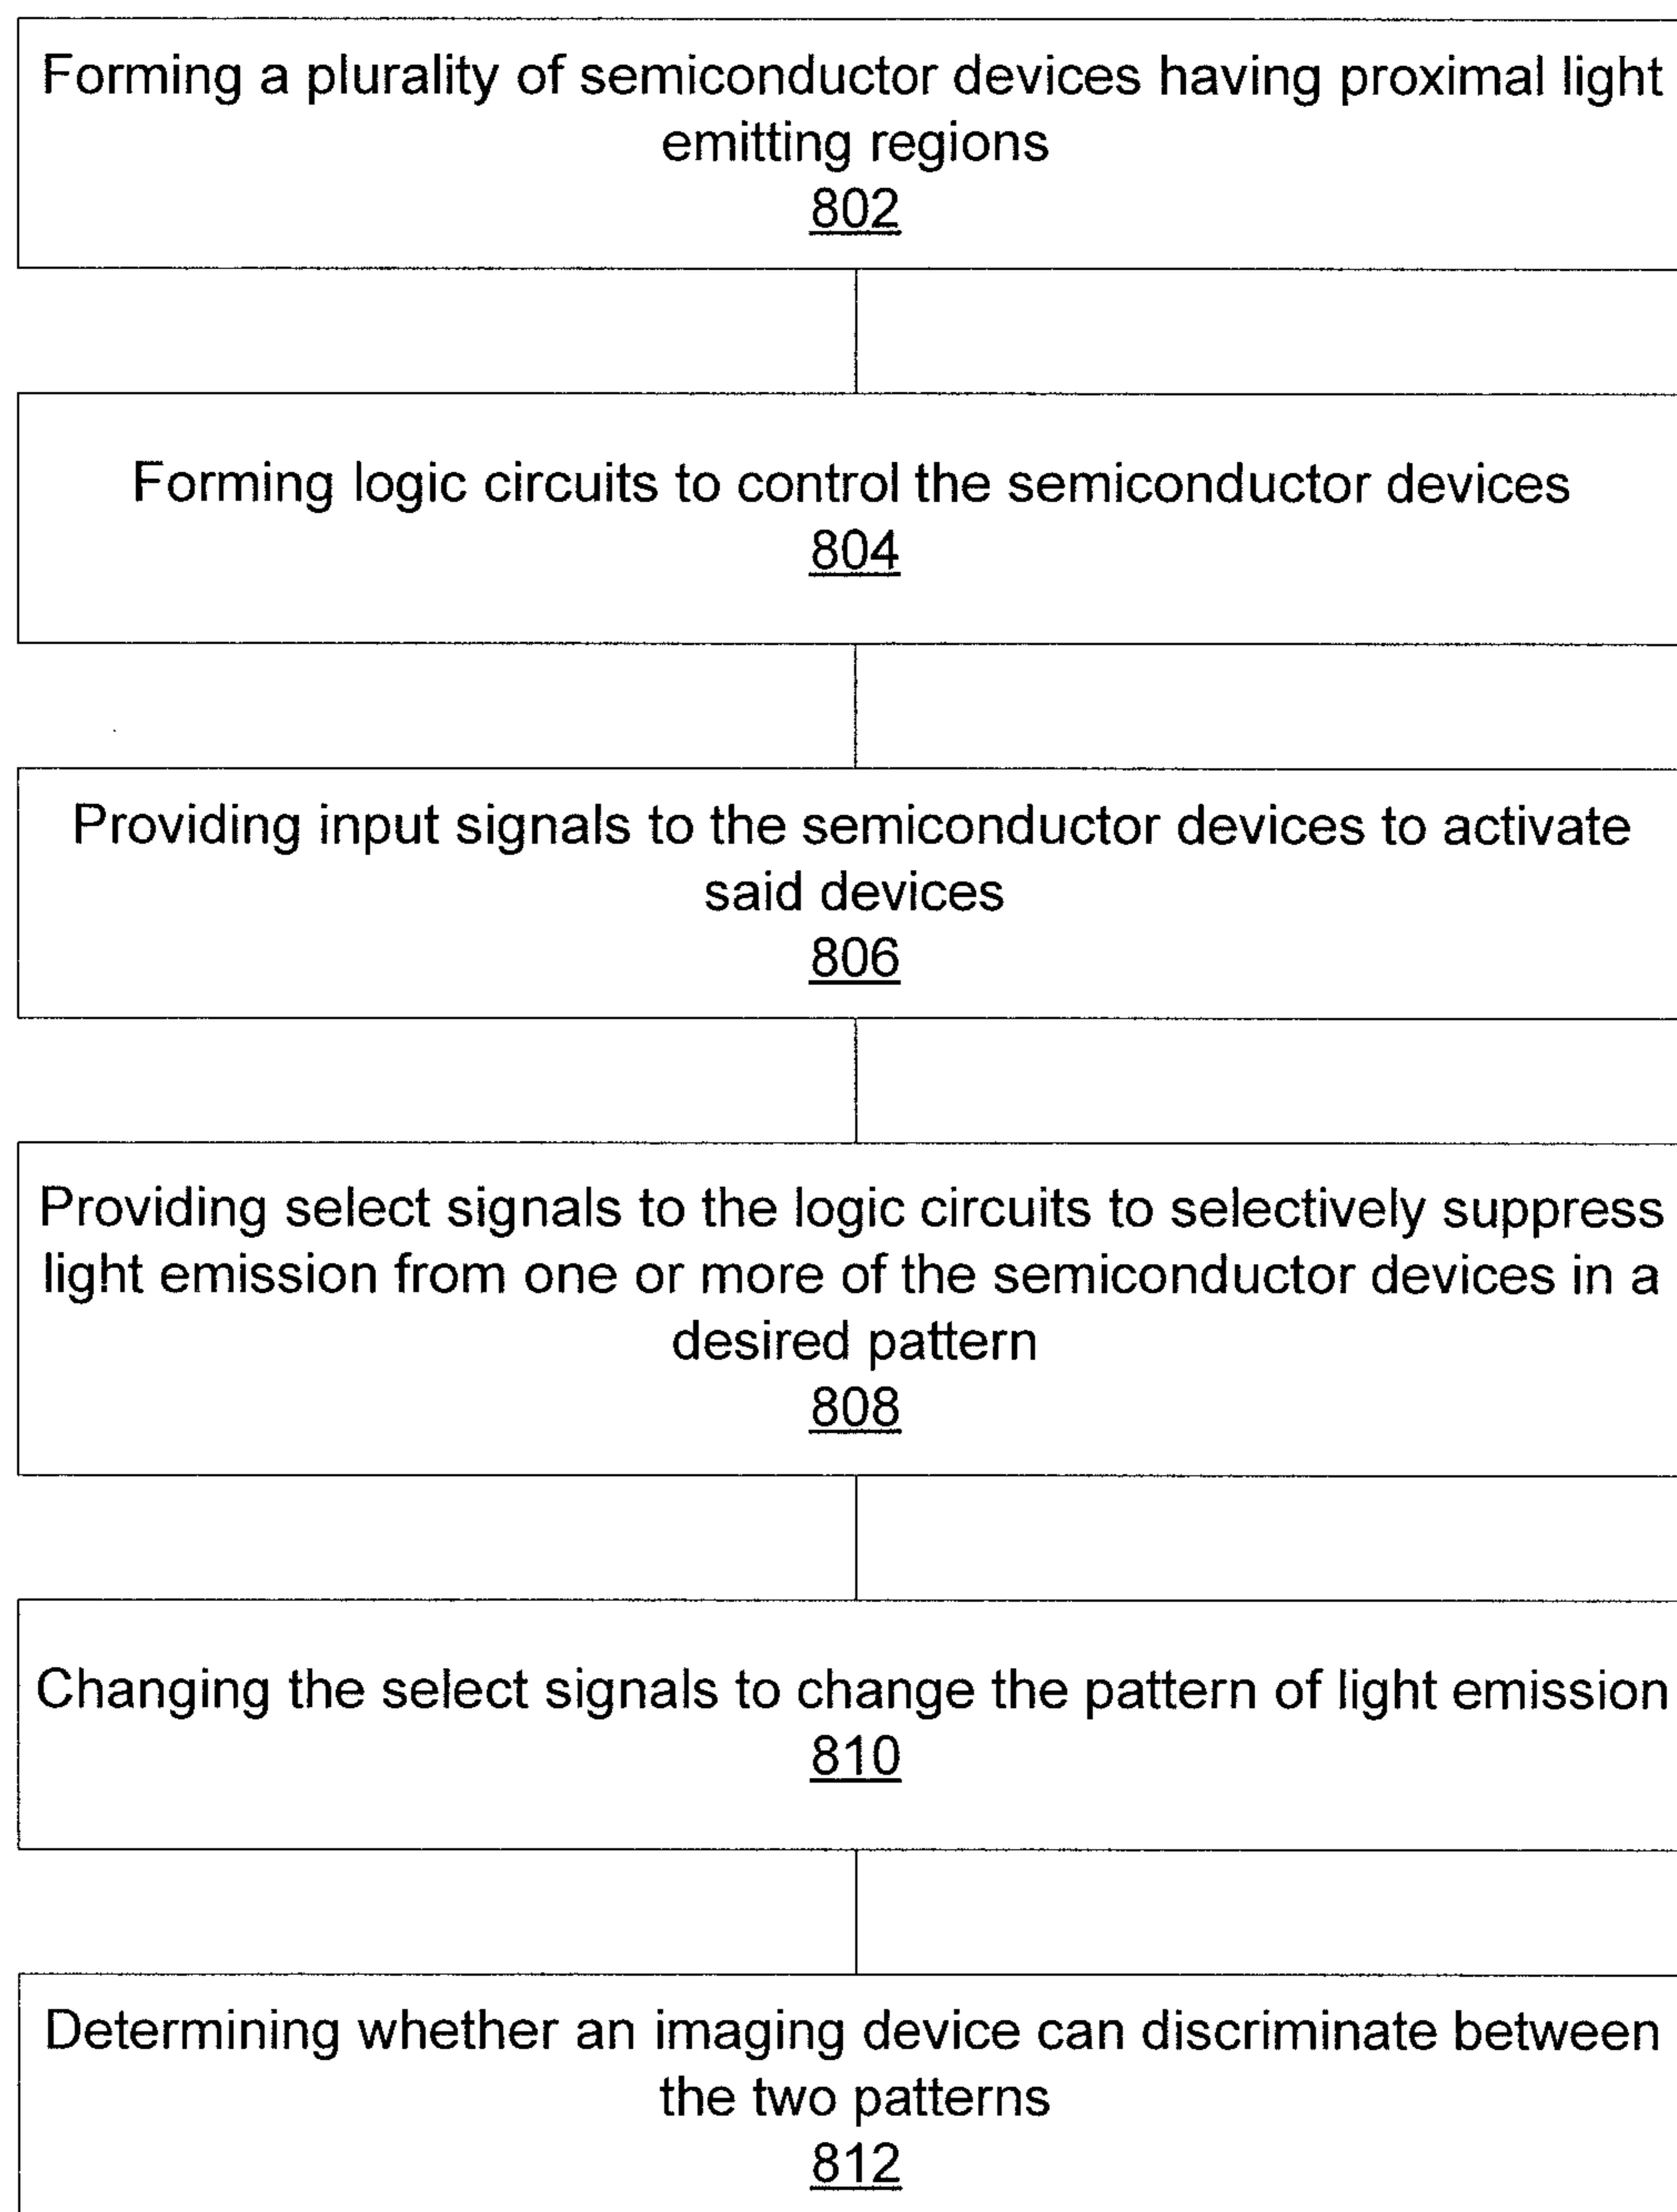 Forming a plurality of semiconductor devices having proximal light
emitting regions
802
Forming logic circuits to control the semiconductor devices
804
Providing input signals to the semiconductor devices to activate
said devices
806
Providing select signals to the logic circuits to selectively suppress
light emission from one or more of the semiconductor devices in a
desired pattern
808
Changing the select signals to change the pattern of light emission
810
Determining whether an imaging device can discriminate between
the two patterns
812